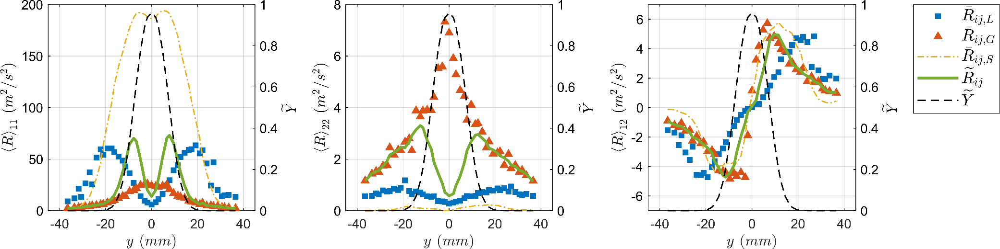 200
150
100
50
0
-40 -20 0 20 40
y (mm)
⟨R⟩₁₁ (m²/s²)
1
0.8
0.6
0.4
0.2
0
Ỹ
8
6
4
2
0
-40 -20 0 20 40
y (mm)
⟨R⟩₂₂ (m²/s²)
1
0.8
0.6
0.4
0.2
0
Ỹ
6
4
2
0
-2
-4
-6
-40 -20 0 20 40
y (mm)
⟨R⟩₁₂ (m²/s²)
1
0.8
0.6
0.4
0.2
0
Ỹ
R̄ij,L
R̄ij,G
R̄ij,S
R̃ij
Ỹ